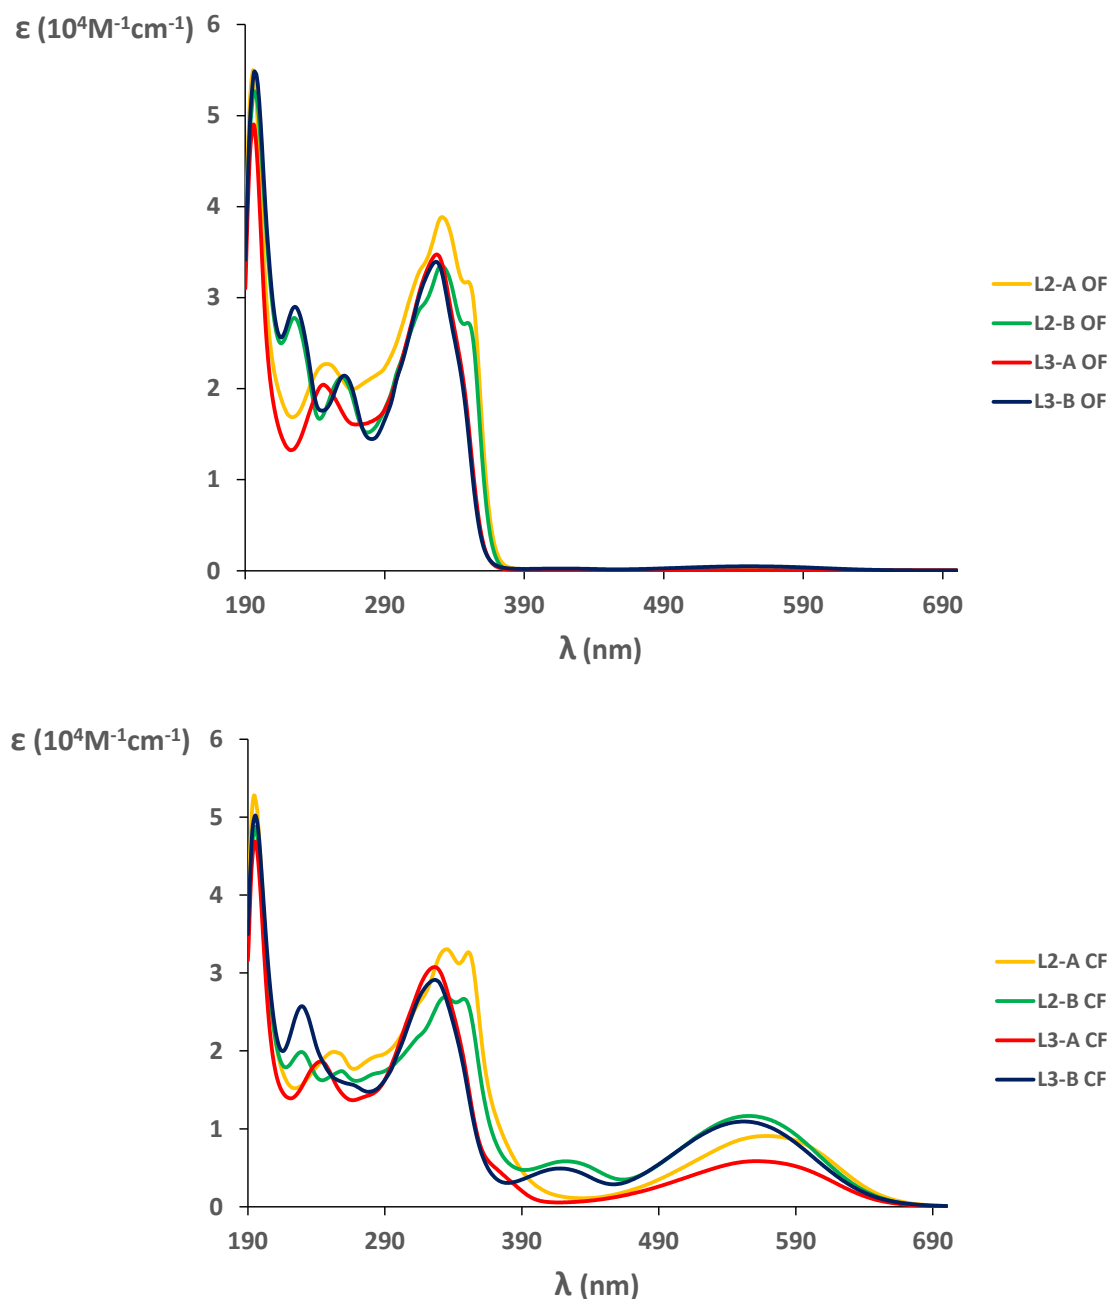 ε (10⁴M⁻¹cm⁻¹)
6
5
4
3
2
1
0
190 290 390 490 590 690
λ (nm)
L2-A OF
L2-B OF
L3-A OF
L3-B OF
ε (10⁴M⁻¹cm⁻¹)
6
5
4
3
2
1
0
190 290 390 490 590 690
λ (nm)
L2-A CF
L2-B CF
L3-A CF
L3-B CF